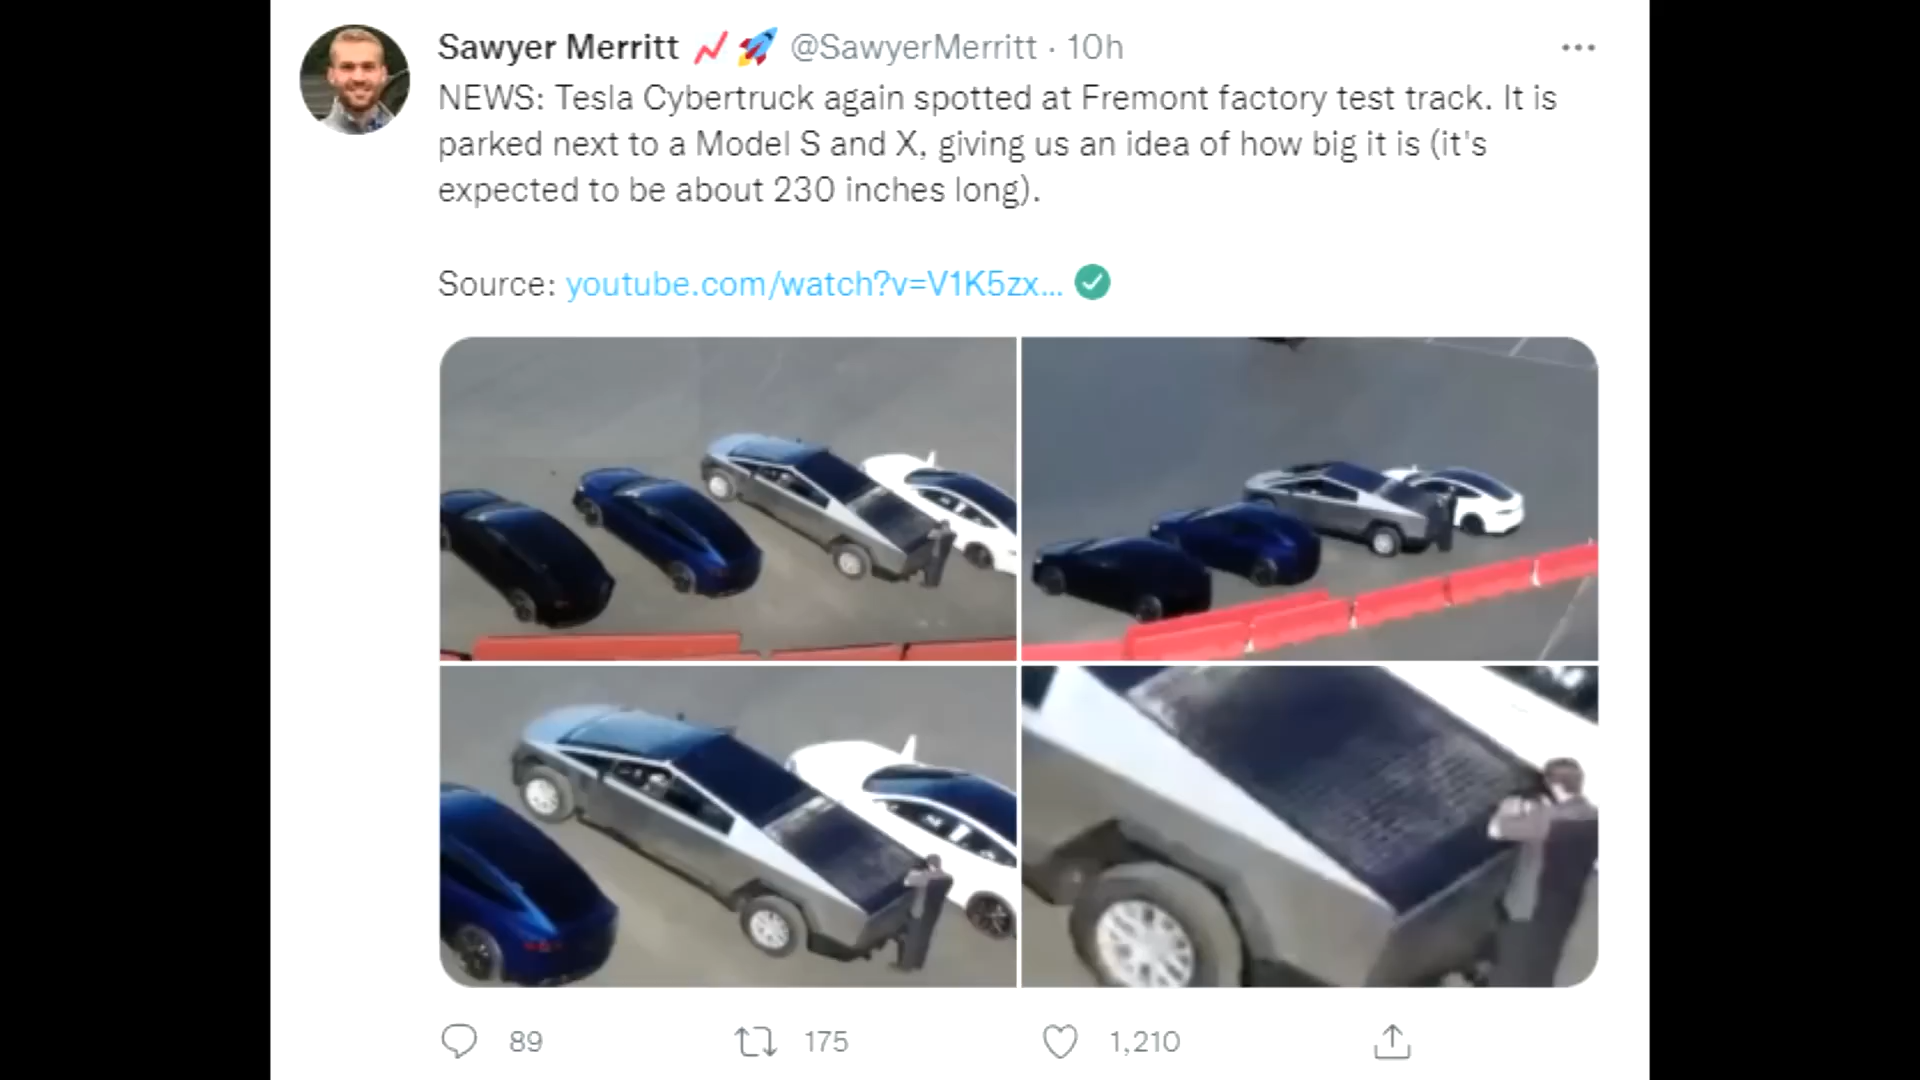 Sawyer Merritt 📈🚀 @SawyerMerritt · 10h
NEWS: Tesla Cybertruck again spotted at Fremont factory test track. It is
parked next to a Model S and X, giving us an idea of how big it is (it's
expected to be about 230 inches long).
Source: youtube.com/watch?v=V1K5zx...
89 175 1,210